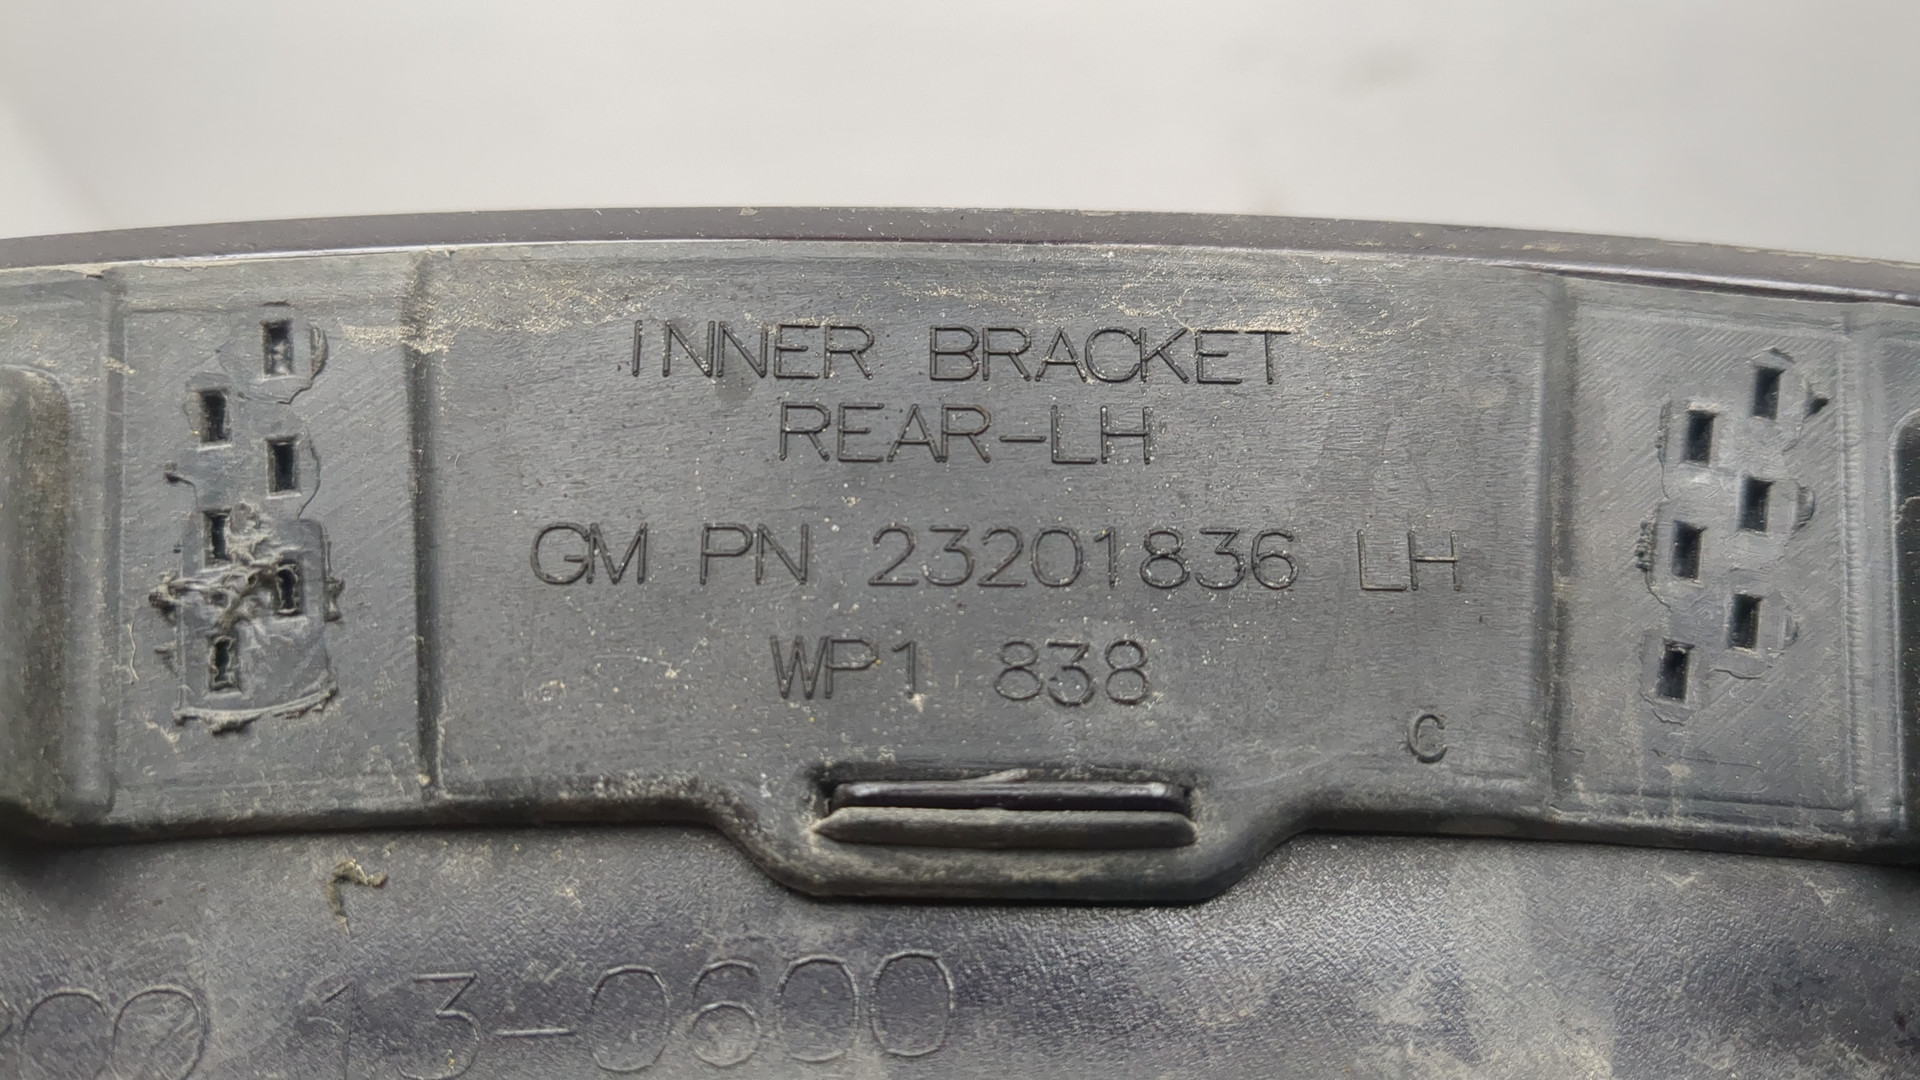 INNER BRACKET
REAR-LH
GM PN 23201836 LH
WP1 838
C
13-0600